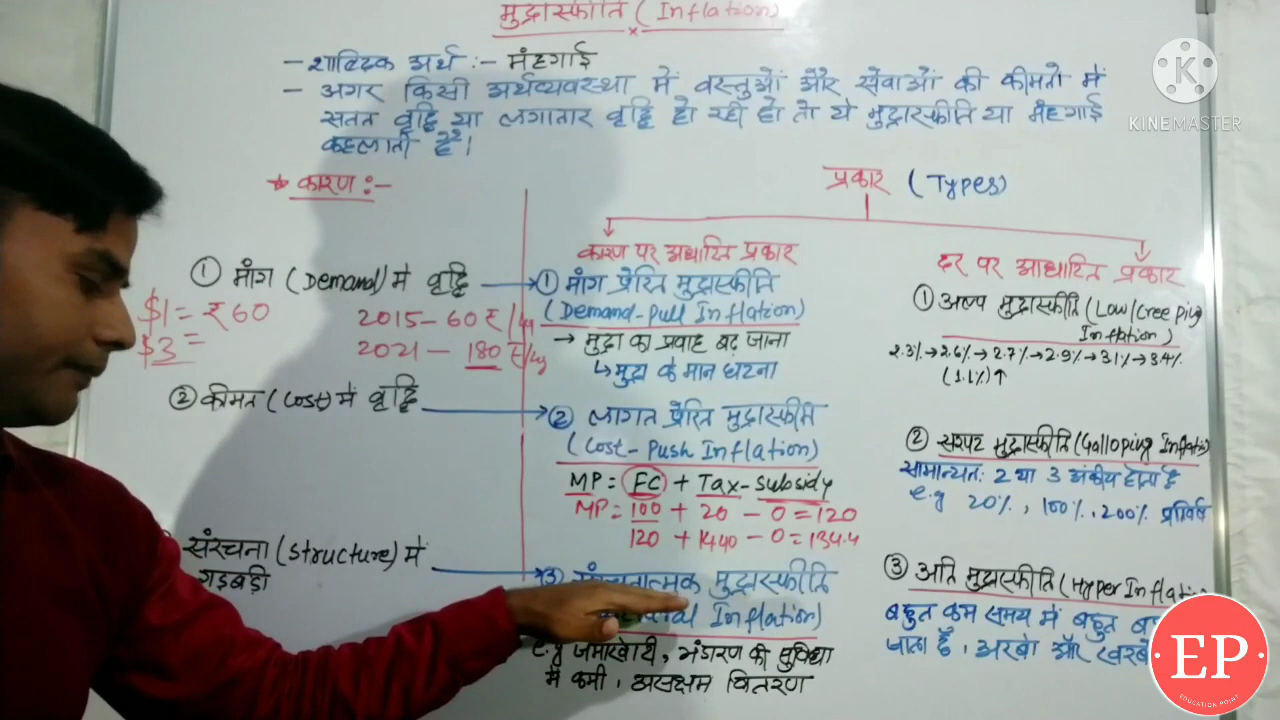 मुद्रास्फीति (Inflation)
- शाब्दिक अर्थ :- मंहगाई
- अगर किसी अर्थव्यवस्था में वस्तुओं और सेवाओं की कीमतो में
सतत वृद्धि या लगातार वृद्धि हो रही हो तो ये मुद्रास्फीति या मंहगाई
कहलाती है।
KINEMASTER
→ कारण :-
प्रकार (Types)
① मांग (Demand) में वृद्धि
$1 = ₹60
$3 =
2015 - 60 ₹/kg
2021 - 180 ₹/kg
② कीमत (Cost) में वृद्धि
संरचना (Structure) में
गड़बड़ी
कारण पर आधारित प्रकार
① मांग प्रेरित मुद्रास्फीति
(Demand-Pull Inflation)
→ मुद्रा का प्रवाह बढ़ जाना
↳ मुद्रा के मान घटना
② लागत प्रेरित मुद्रास्फीति
(Cost-Push Inflation)
MP = FC + Tax - Subsidy
MP = 100 + 20 - 0 = 120
120 + 14.40 - 0 = 134.4
③ संरचनात्मक मुद्रास्फीति
Inflation)
e.g जमाखोरी, भंडारण की सुविधा
में कमी, असक्षम वितरण
दर पर आधारित प्रकार
① अल्प मुद्रास्फीति (Low/Creeping
Inflation)
2.3% → 2.6% → 2.7% → 2.9% → 3.1% → 3.4%
(1.1%) ↑
② सरपट मुद्रास्फीति (Galloping Inflation)
सामान्यत: 2 या 3 अंकीय होता है
e.g 20%, 100%, 200% प्रतिवर्ष
③ अति मुद्रास्फीति (Hyper Inflation
बहुत कम समय में बहुत
जाता है। अरबो और खरबो
EP
EDUCATION POINT